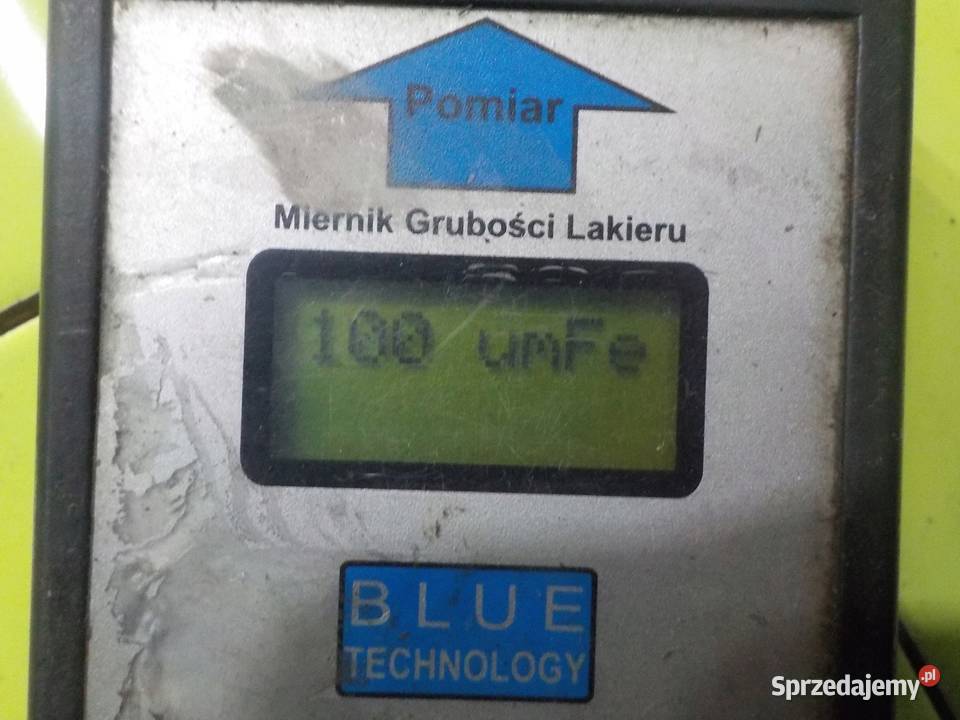 Pomiar
Miernik Grubości Lakieru
100 umFe
BLUE
TECHNOLOGY
Sprzedajemy.pl